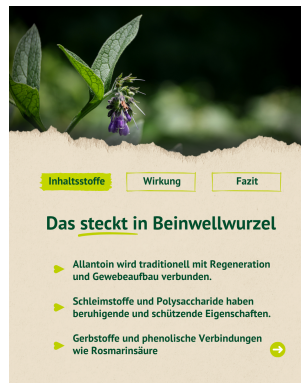 Inhaltsstoffe
Wirkung
Fazit
Das steckt in Beinwellwurzel
Allantoin wird traditionell mit Regeneration
und Gewebeaufbau verbunden.
Schleimstoffe und Polysaccharide haben
beruhigende und schützende Eigenschaften.
Gerbstoffe und phenolische Verbindungen
wie Rosmarinsäure